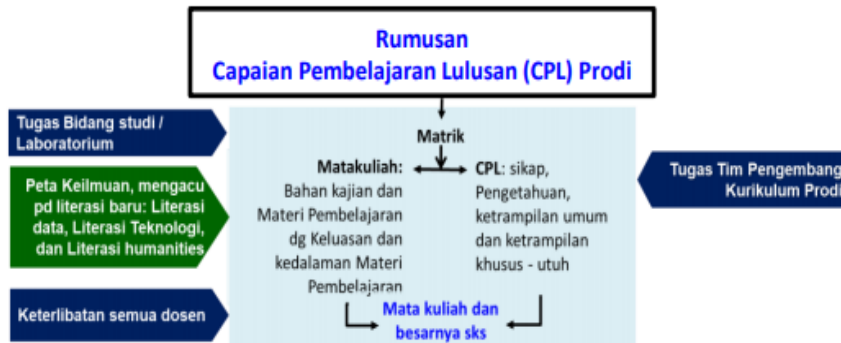 Rumusan
Capaian Pembelajaran Lulusan (CPL) Prodi
Tugas Bidang studi /
Laboratorium
Peta Keilmuan, mengacu
pd literasi baru: Literasi
data, Literasi Teknologi,
dan Literasi humanities
Keterlibatan semua dosen
Matrik
Matakuliah:
Bahan kajian dan
Materi Pembelajaran
dg Keluasan dan
kedalaman Materi
Pembelajaran
CPL: sikap,
Pengetahuan,
ketrampilan umum
dan ketrampilan
khusus - utuh
Mata kuliah dan
besarnya sks
Tugas Tim Pengembang
Kurikulum Prodi